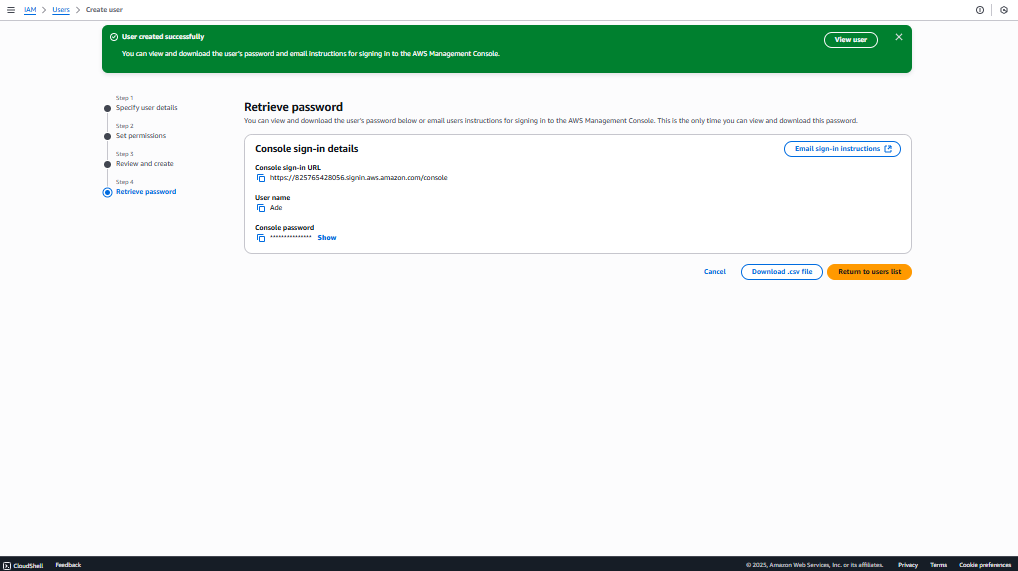 IAM > Users > Create user
User created successfully
You can view and download the user's password and email instructions for signing in to the AWS Management Console.
View user
Step 1
Specify user details
Step 2
Set permissions
Step 3
Review and create
Step 4
Retrieve password
Retrieve password
You can view and download the user's password below or email users instructions for signing in to the AWS Management Console. This is the only time you can view and download this password.
Console sign-in details
Email sign-in instructions
Console sign-in URL
https://825765428056.signin.aws.amazon.com/console
User name
Ade
Console password
*************** Show
Cancel
Download .csv file
Return to users list
CloudShell
Feedback
© 2025, Amazon Web Services, Inc. or its affiliates.
Privacy
Terms
Cookie preferences